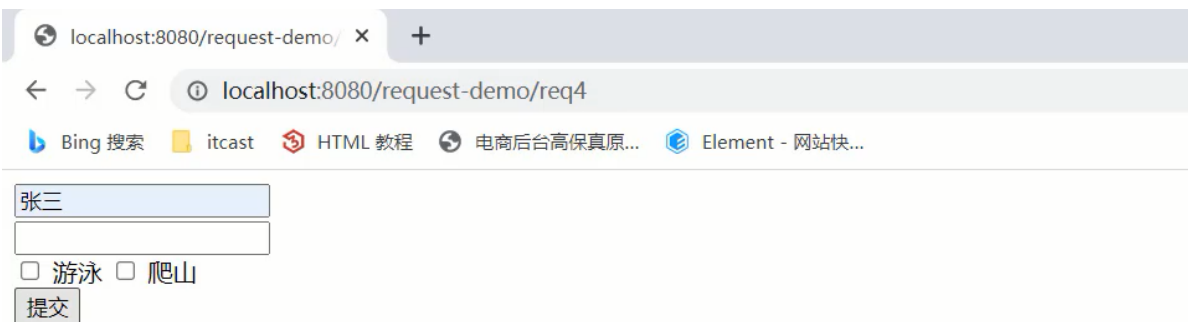 localhost:8080/request-demo/
localhost:8080/request-demo/req4
Bing 搜索 itcast HTML 教程 电商后台高保真原... Element - 网站快...
张三
游泳 爬山
提交